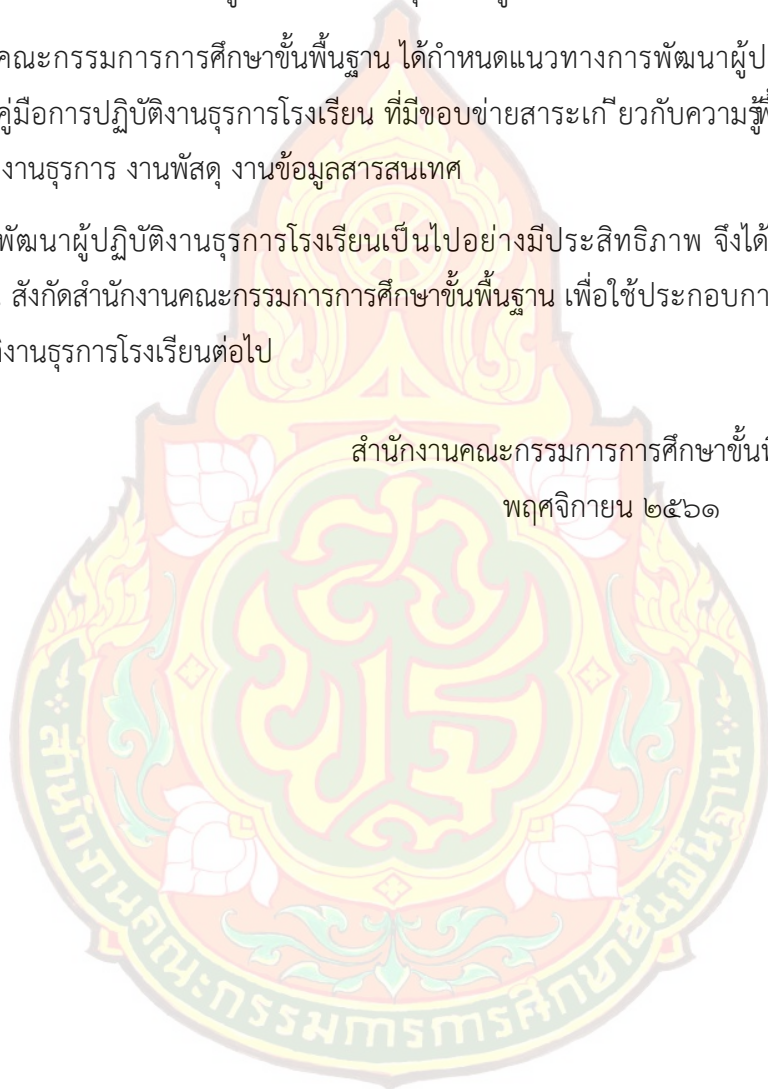 คณะกรรมการการศึกษาขั้นพื้นฐาน ได้กำหนดแนวทางการพัฒนา
คู่มือการปฏิบัติงานธุรการโรงเรียน ที่มีขอบข่ายสาระเกี่ยวกับความรู้
งานธุรการ งานพัสดุ งานข้อมูลสารสนเทศ
พัฒนาผู้ปฏิบัติงานธุรการโรงเรียนเป็นไปอย่างมีประสิทธิภาพ จึงได้
สังกัดสำนักงานคณะกรรมการการศึกษาขั้นพื้นฐาน เพื่อใช้ประกอบ
งานธุรการโรงเรียนต่อไป
สำนักงานคณะกรรมการการศึกษาขั้น
พฤศจิกายน ๒๕๖๑
สพฐ
สำนักงานคณะกรรมการการศึกษาขั้นพื้นฐาน